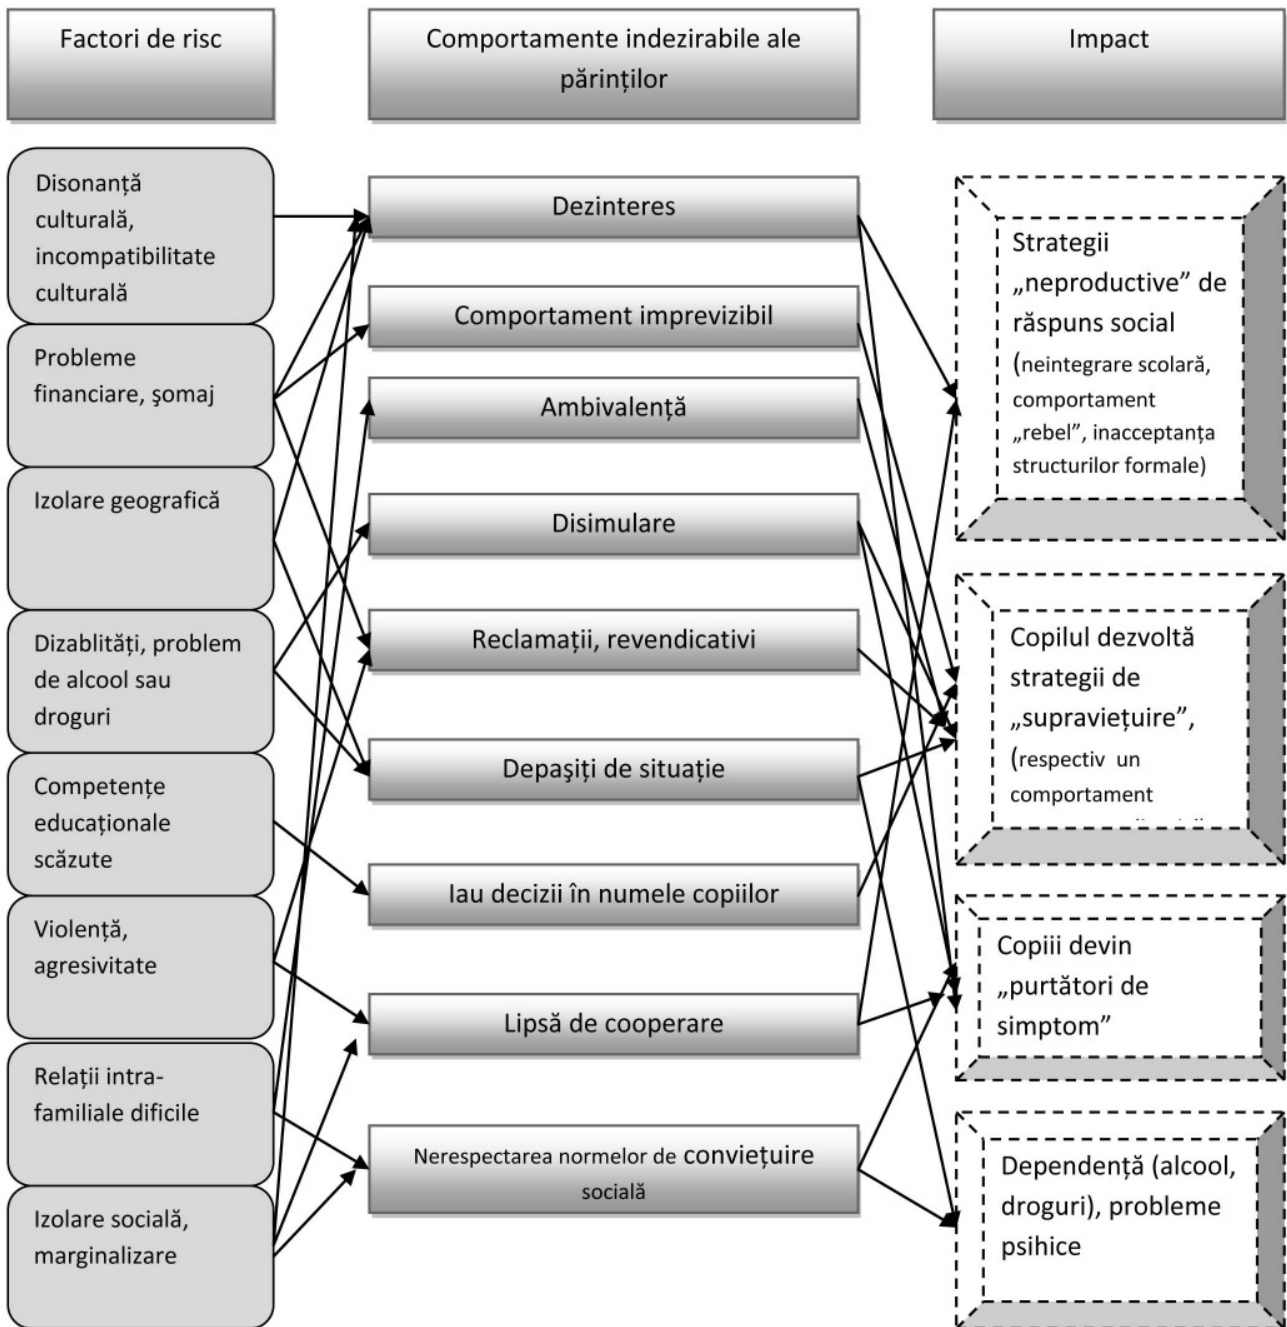 Factori de risc
Comportamente indezirabile ale
părinților
Impact
Disonanță
culturală,
incompatibilitate
culturală
Probleme
financiare, şomaj
Izolare geografică
Dizablități, problem
de alcool sau
droguri
Competențe
educaționale
scăzute
Violență,
agresivitate
Relații intra-
familiale dificile
Izolare socială,
marginalizare
Dezinteres
Comportament imprevizibil
Ambivalență
Disimulare
Reclamații, revendicativi
Depaşiți de situație
Iau decizii în numele copiilor
Lipsă de cooperare
Nerespectarea normelor de conviețuire
socială
Strategii
„neproductive” de
răspuns social
(neintegrare scolară,
comportament
„rebel”, inacceptanța
structurilor formale)
Copilul dezvoltă
strategii de
„supraviețuire”,
(respectiv un
comportament
Copiii devin
„purtători de
simptom”
Dependență (alcool,
droguri), probleme
psihice